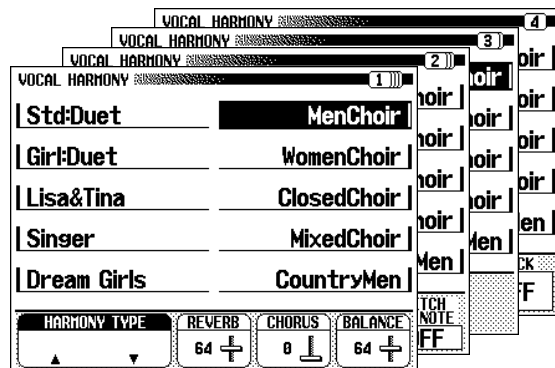 VOCAL HARMONY 4
VOCAL HARMONY 3
VOCAL HARMONY 2
VOCAL HARMONY 1
Std:Duet MenChoir
Girl:Duet WomenChoir
Lisa&Tina ClosedChoir
Singer MixedChoir
Dream Girls CountryMen
HARMONY TYPE REVERB CHORUS BALANCE
64 0 64
NOTE